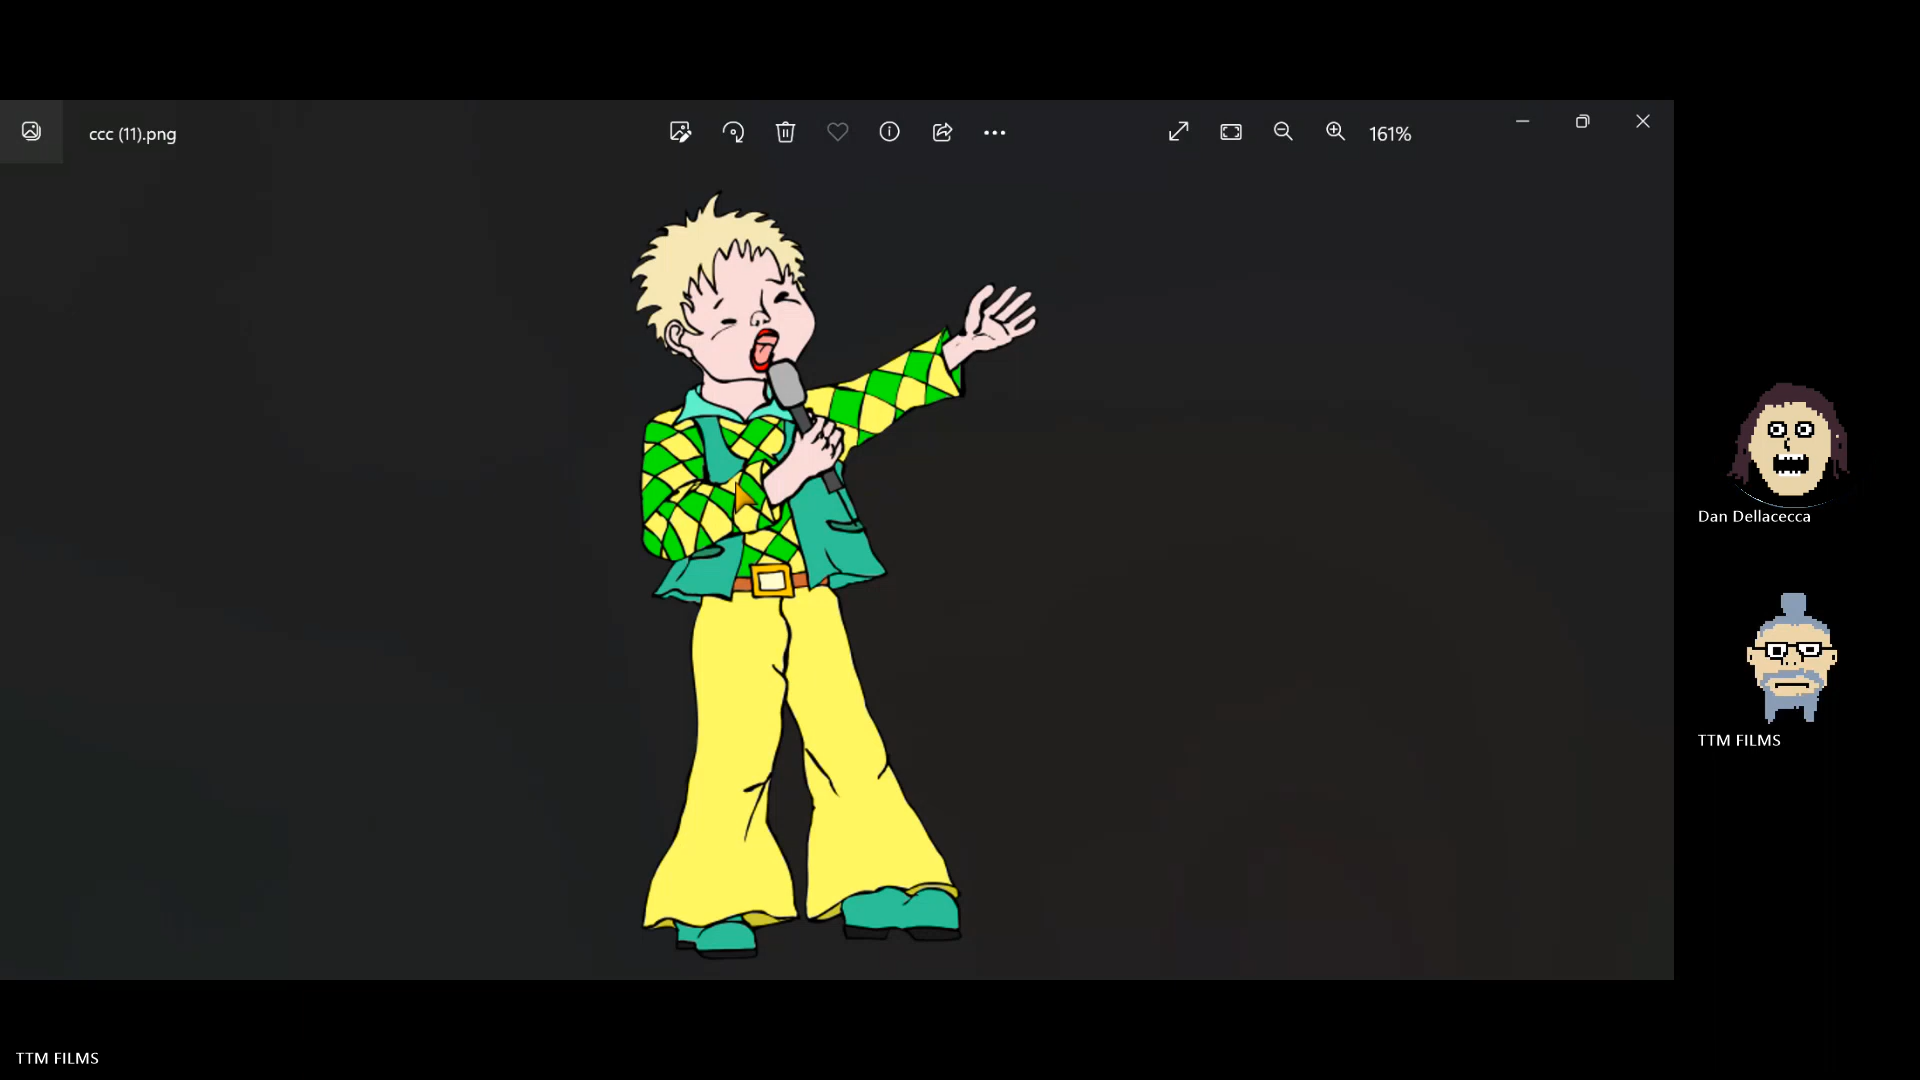 ccc (11).png
161%
Dan Dellacecca
TTM FILMS
TTM FILMS